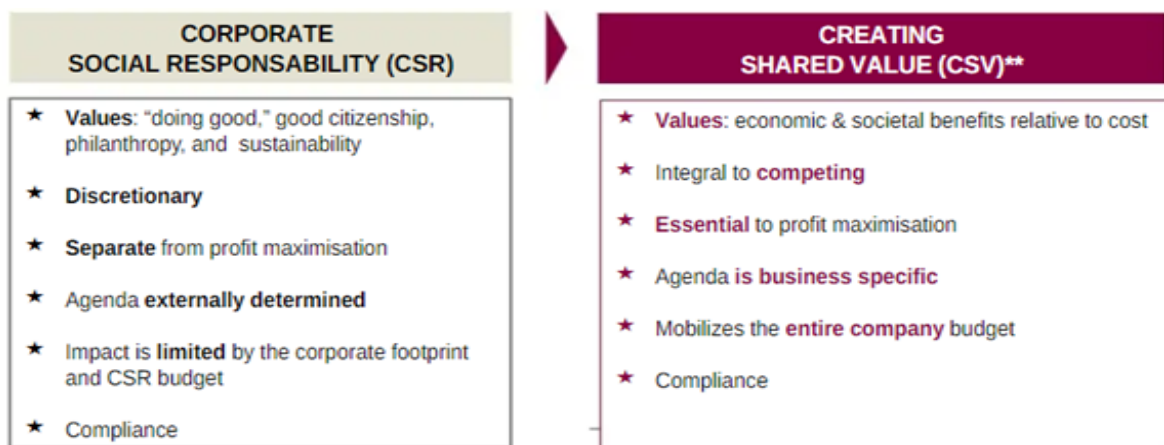 CORPORATE
SOCIAL RESPONSABILITY (CSR)
★ Values: “doing good,” good citizenship,
philanthropy, and sustainability
★ Discretionary
★ Separate from profit maximisation
★ Agenda externally determined
★ Impact is limited by the corporate footprint
and CSR budget
★ Compliance
CREATING
SHARED VALUE (CSV)**
★ Values: economic & societal benefits relative to cost
★ Integral to competing
★ Essential to profit maximisation
★ Agenda is business specific
★ Mobilizes the entire company budget
★ Compliance